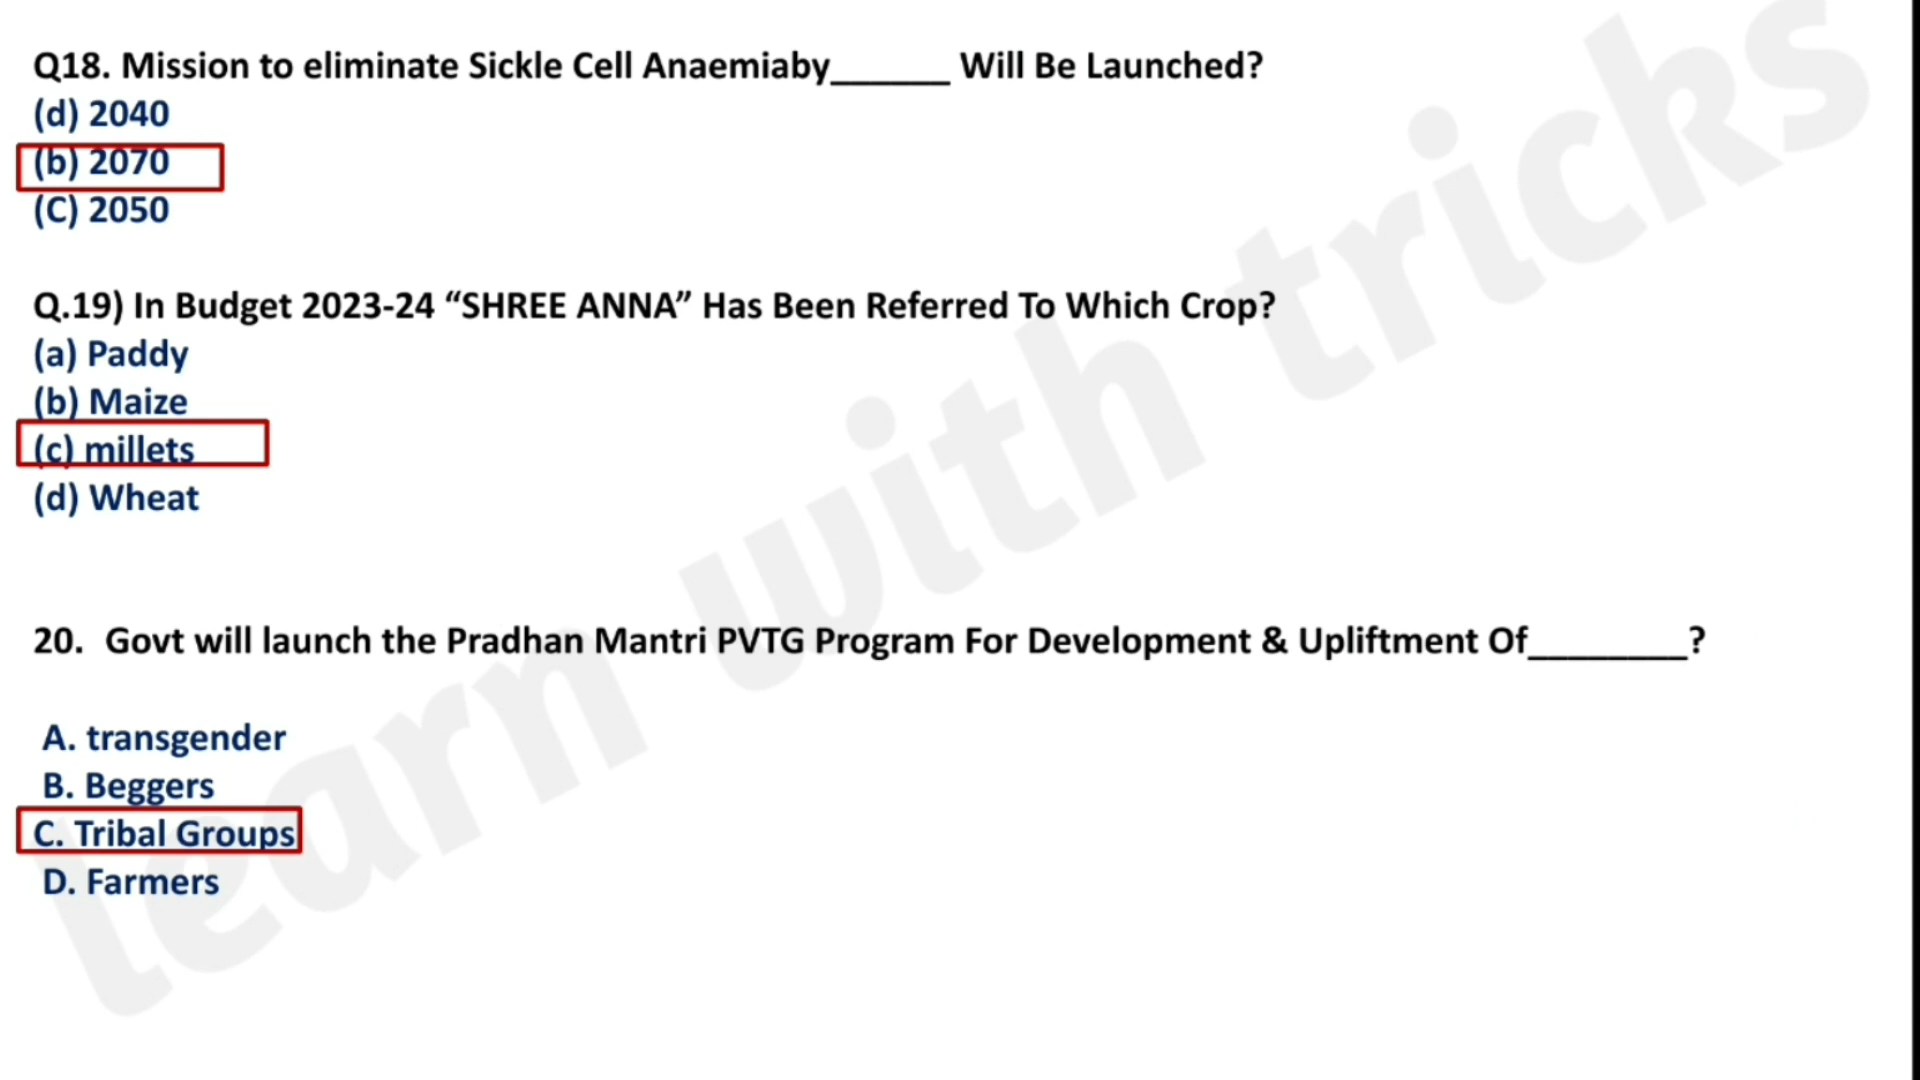 Q18. Mission to eliminate Sickle Cell Anaemiaby______ Will Be Launched?
(d) 2040
(b) 2070
(C) 2050
Q.19) In Budget 2023-24 “SHREE ANNA” Has Been Referred To Which Crop?
(a) Paddy
(b) Maize
(c) millets
(d) Wheat
20. Govt will launch the Pradhan Mantri PVTG Program For Development & Upliftment Of________?
A. transgender
B. Beggers
C. Tribal Groups
D. Farmers
learn with tricks